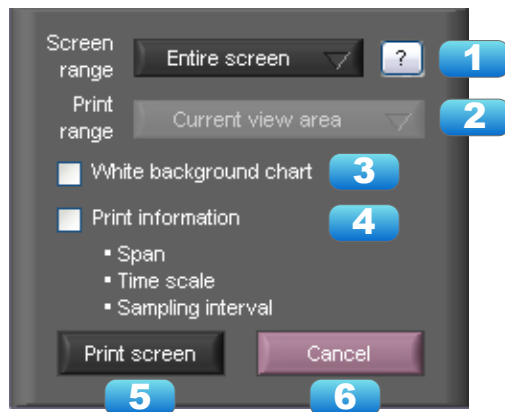 Screen
range
Entire screen
?
1
Print
range
Current view area
2
White background chart
3
Print information
4
▪ Span
▪ Time scale
▪ Sampling interval
Print screen
Cancel
5
6